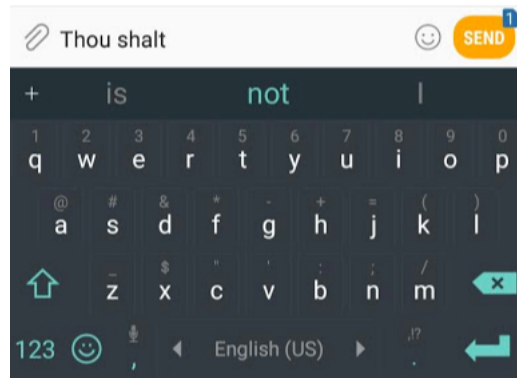 Thou shalt SEND 1
+ is not I
1 2 3 4 5 6 7 8 9 0
q w e r t y u i o p
@ # & * - + = ( )
a s d f g h j k l
_ $ " ' : ; /
z x c v b n m
123 , English (US) ,!? .